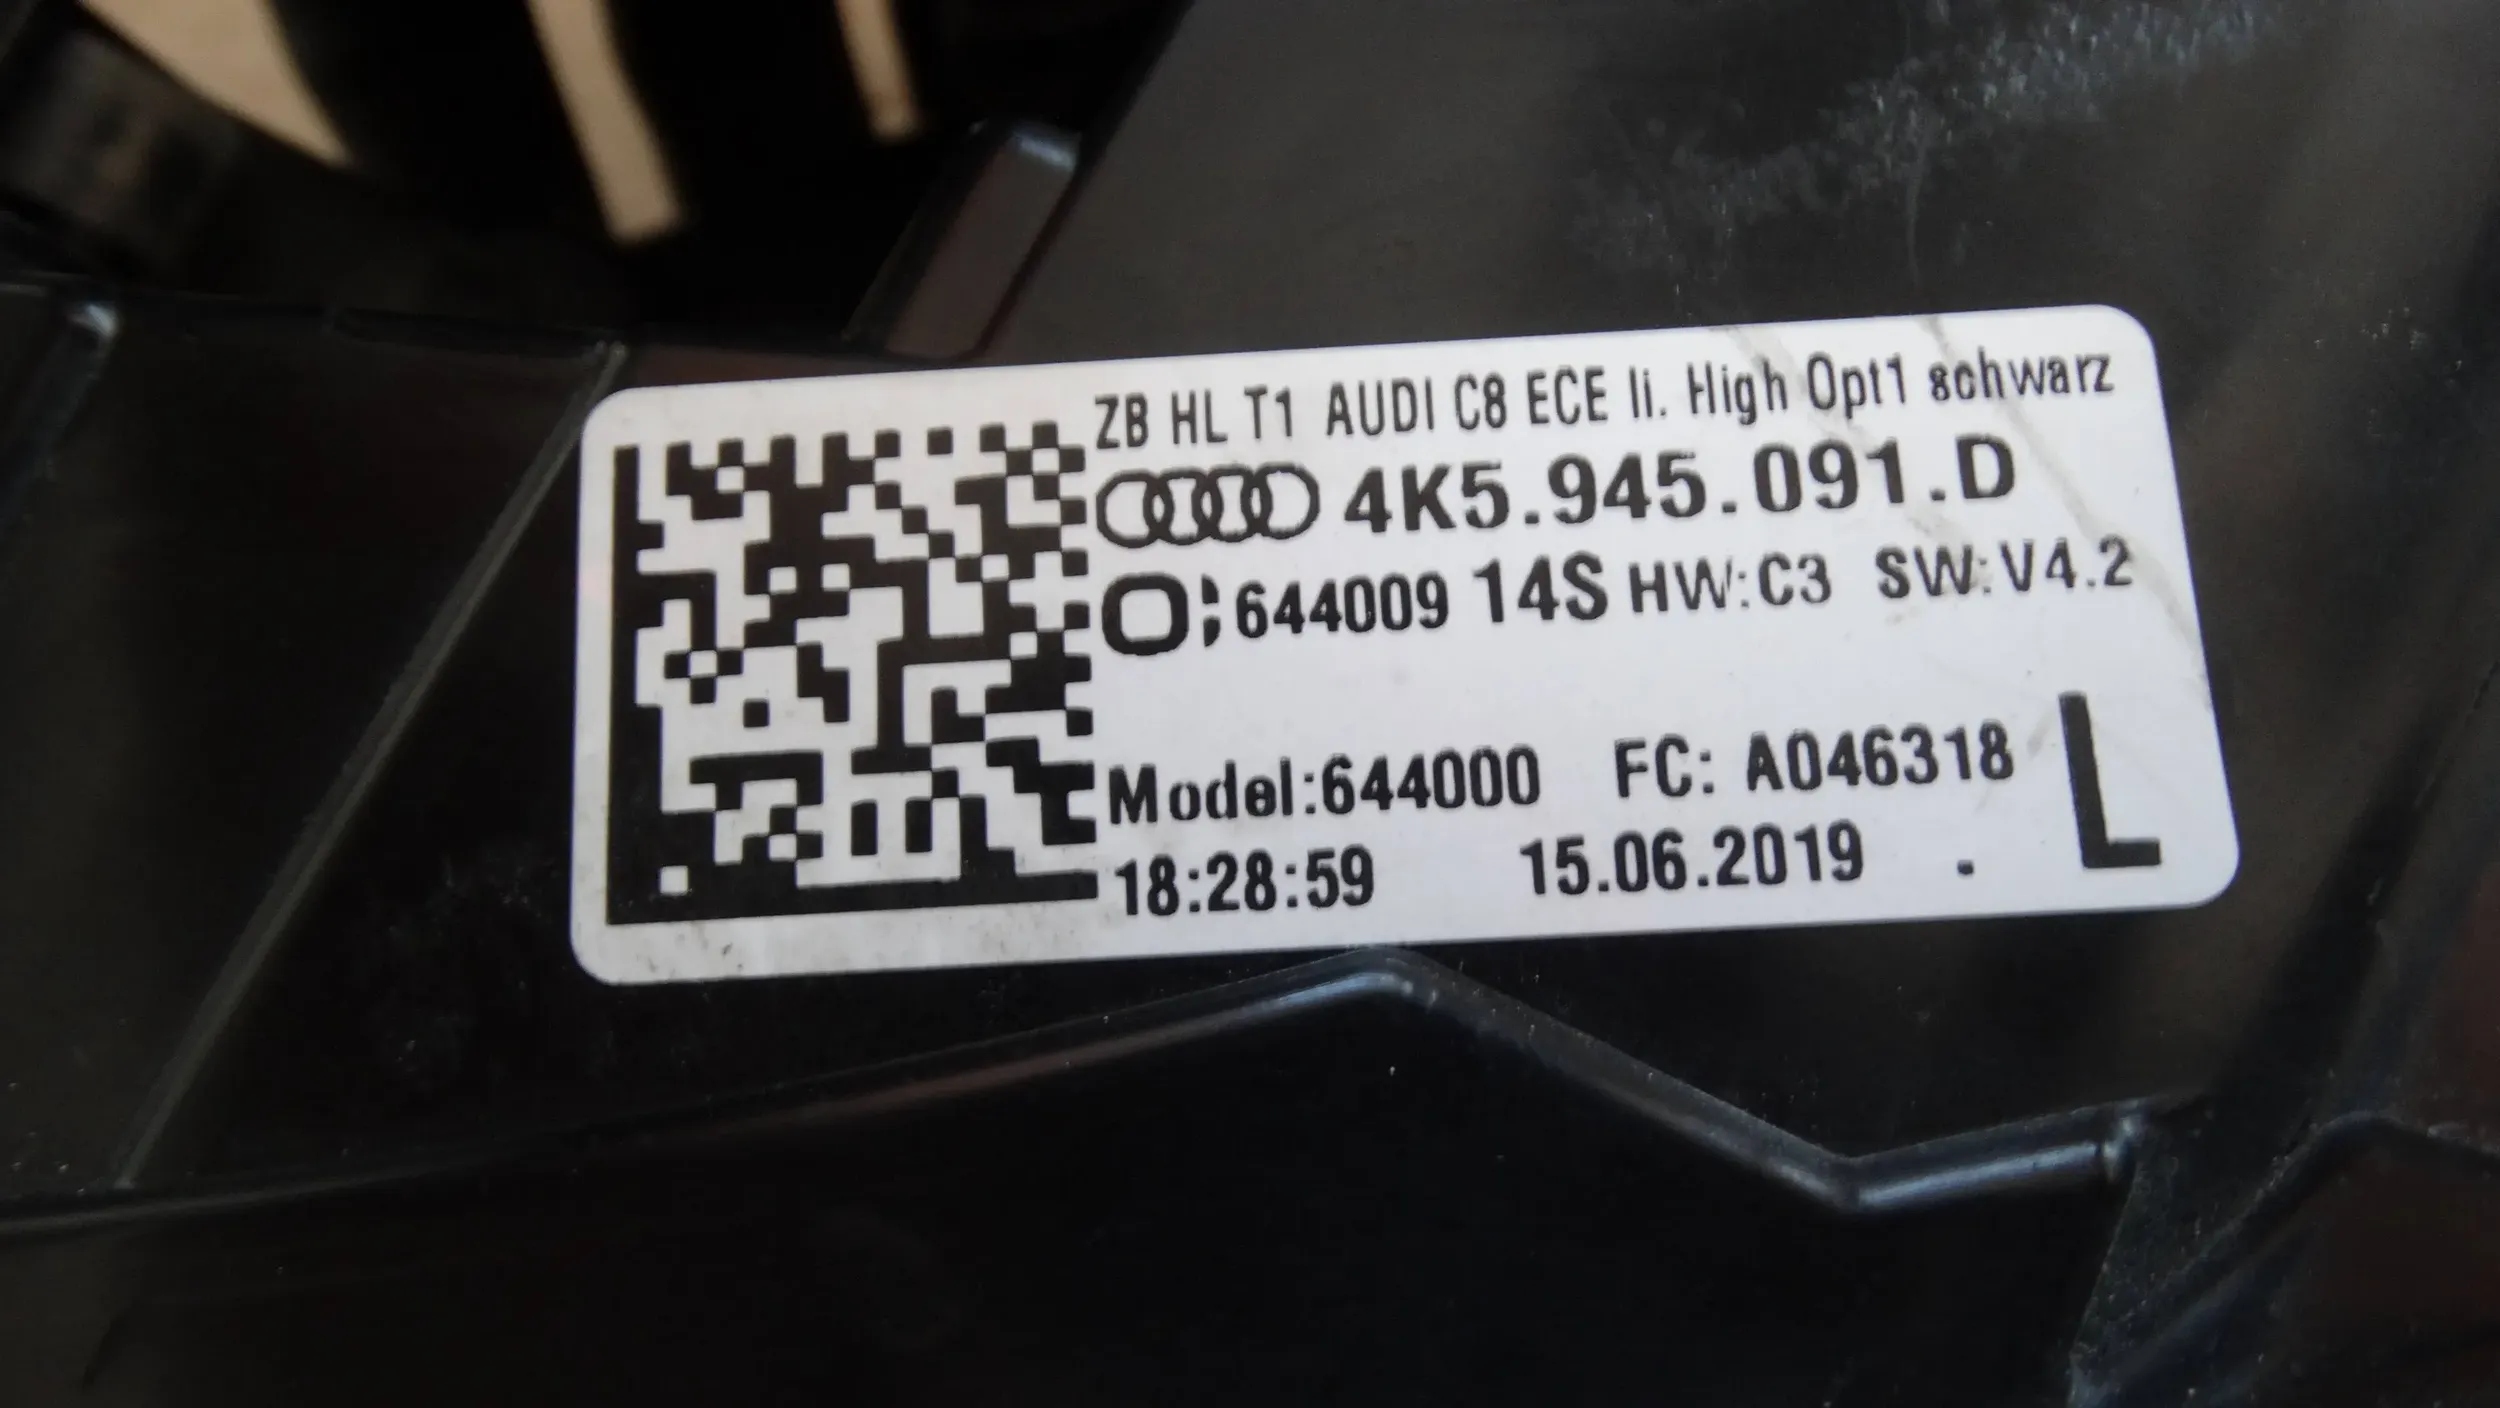 ZB HL T1 AUDI C8 ECE li. High Opt1 schwarz
4K5.945.091.D
O;644009 14S HW:C3 SW:V4.2
Model:644000 FC: A046318
18:28:59 15.06.2019 . L